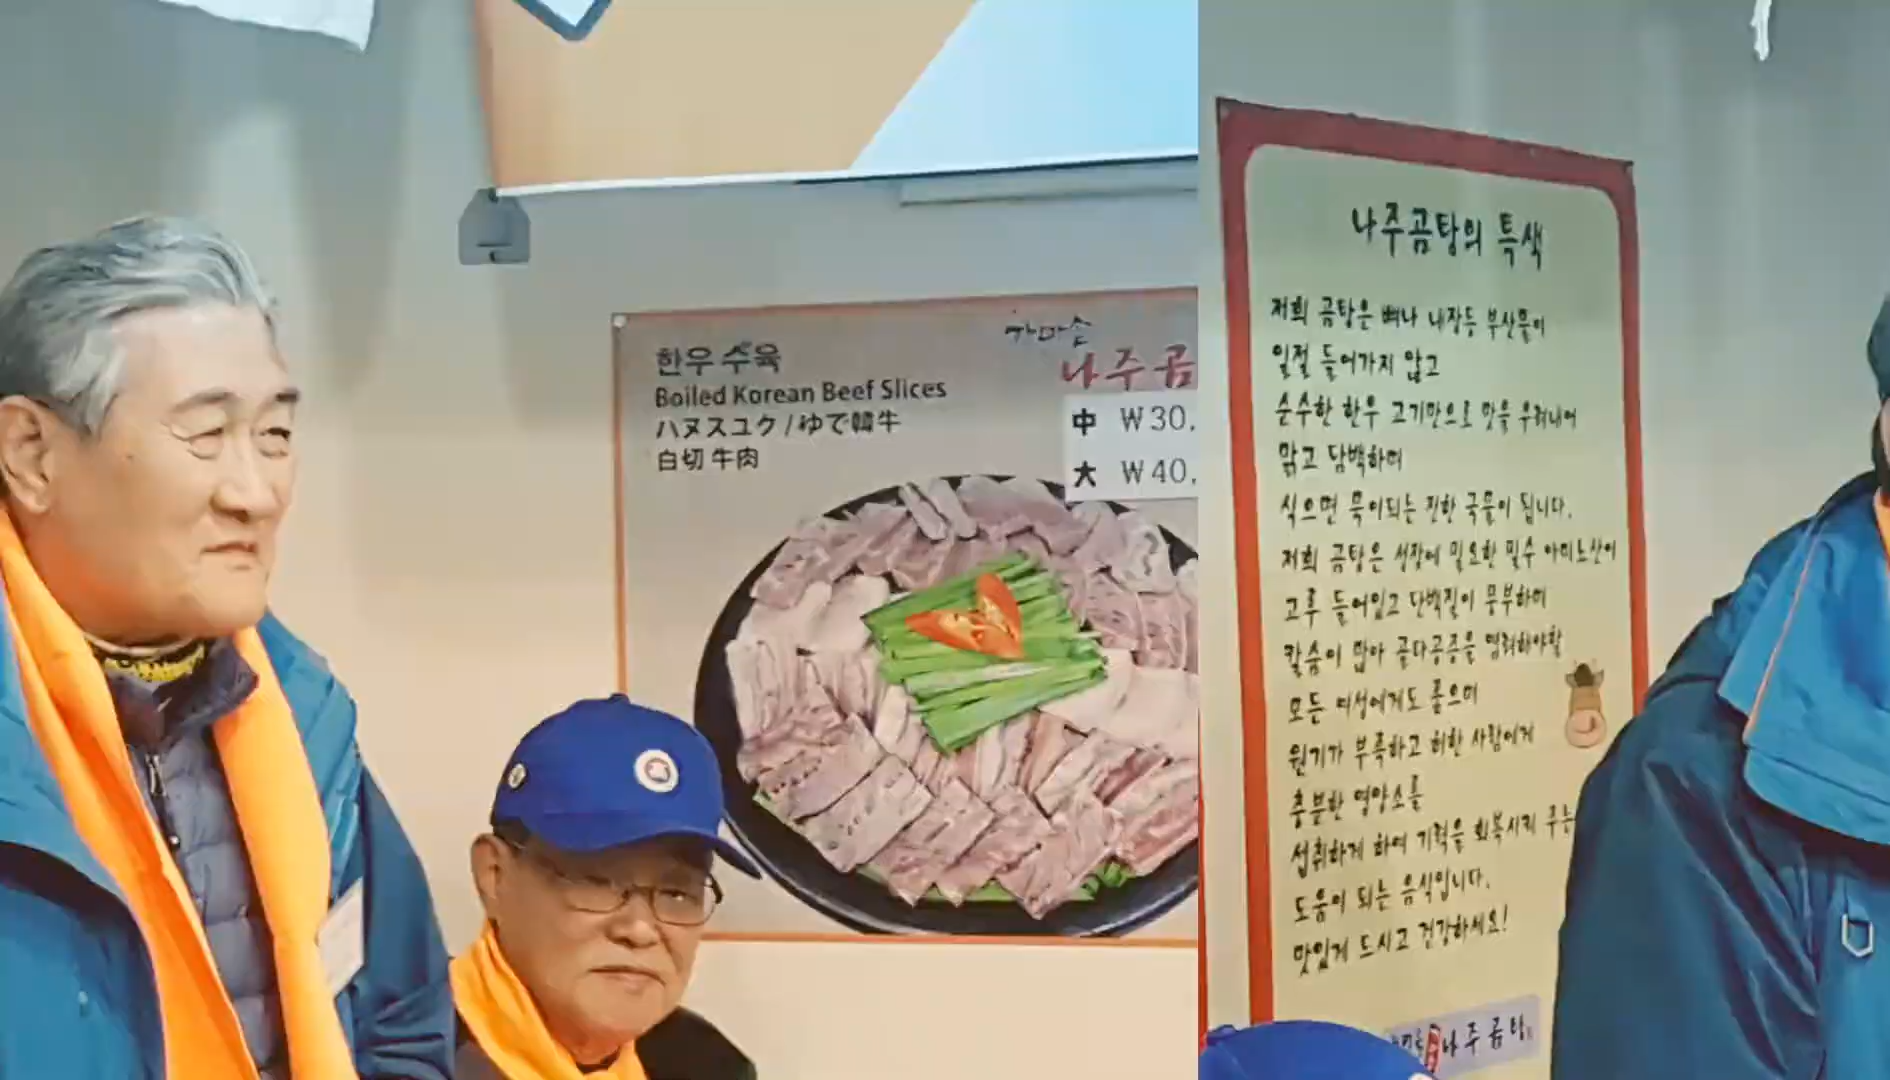 한우 수육
Boiled Korean Beef Slices
ハヌスユク / ゆで韓牛
白切 牛肉
가마솥
나주곰
中 ₩30,
大 ₩40,
나주곰탕의 특색
저희 곰탕은 뼈나 내장등 부산물이
일절 들어가지 않고
순수한 한우 고기만으로 맛을 우려내어
맑고 담백하며
식으면 묵이되는 진한 국물이 됩니다.
저희 곰탕은 성장에 필요한 필수 아미노산이
고루 들어있고 단백질이 풍부하며
칼슘이 많아 골다공증을 염려해야할
모든 여성에게도 좋으며
원기가 부족하고 허한 사람에게
충분한 영양소를
섭취하게 하여 기력을 회복시켜 주는
도움이 되는 음식입니다.
맛있게 드시고 건강하세요!
나주곰탕